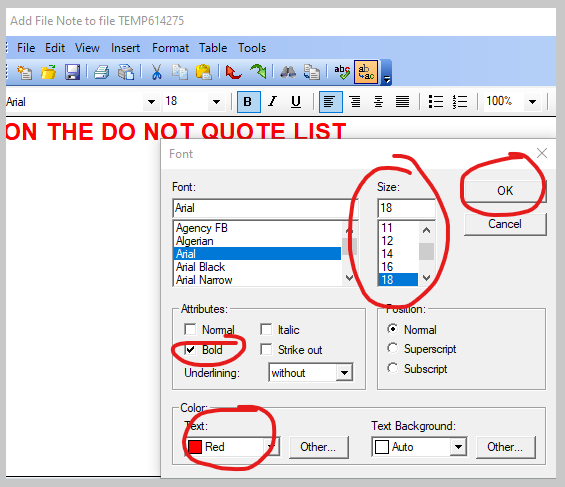 Add File Note to file TEMP614275
File Edit View Insert Format Table Tools
abc ab ac
Arial 18 B I U 100%
ON THE DO NOT QUOTE LIST
Font
Font: Size:
Arial 18 OK
Agency FB 11 Cancel
Algerian 12
Arial 14
Arial Black 16
Arial Narrow 18
Attributes: Position:
Normal Italic Normal
Bold Strike out Superscript
Underlining: without Subscript
Color:
Text: Text Background:
Red Other... Auto Other...